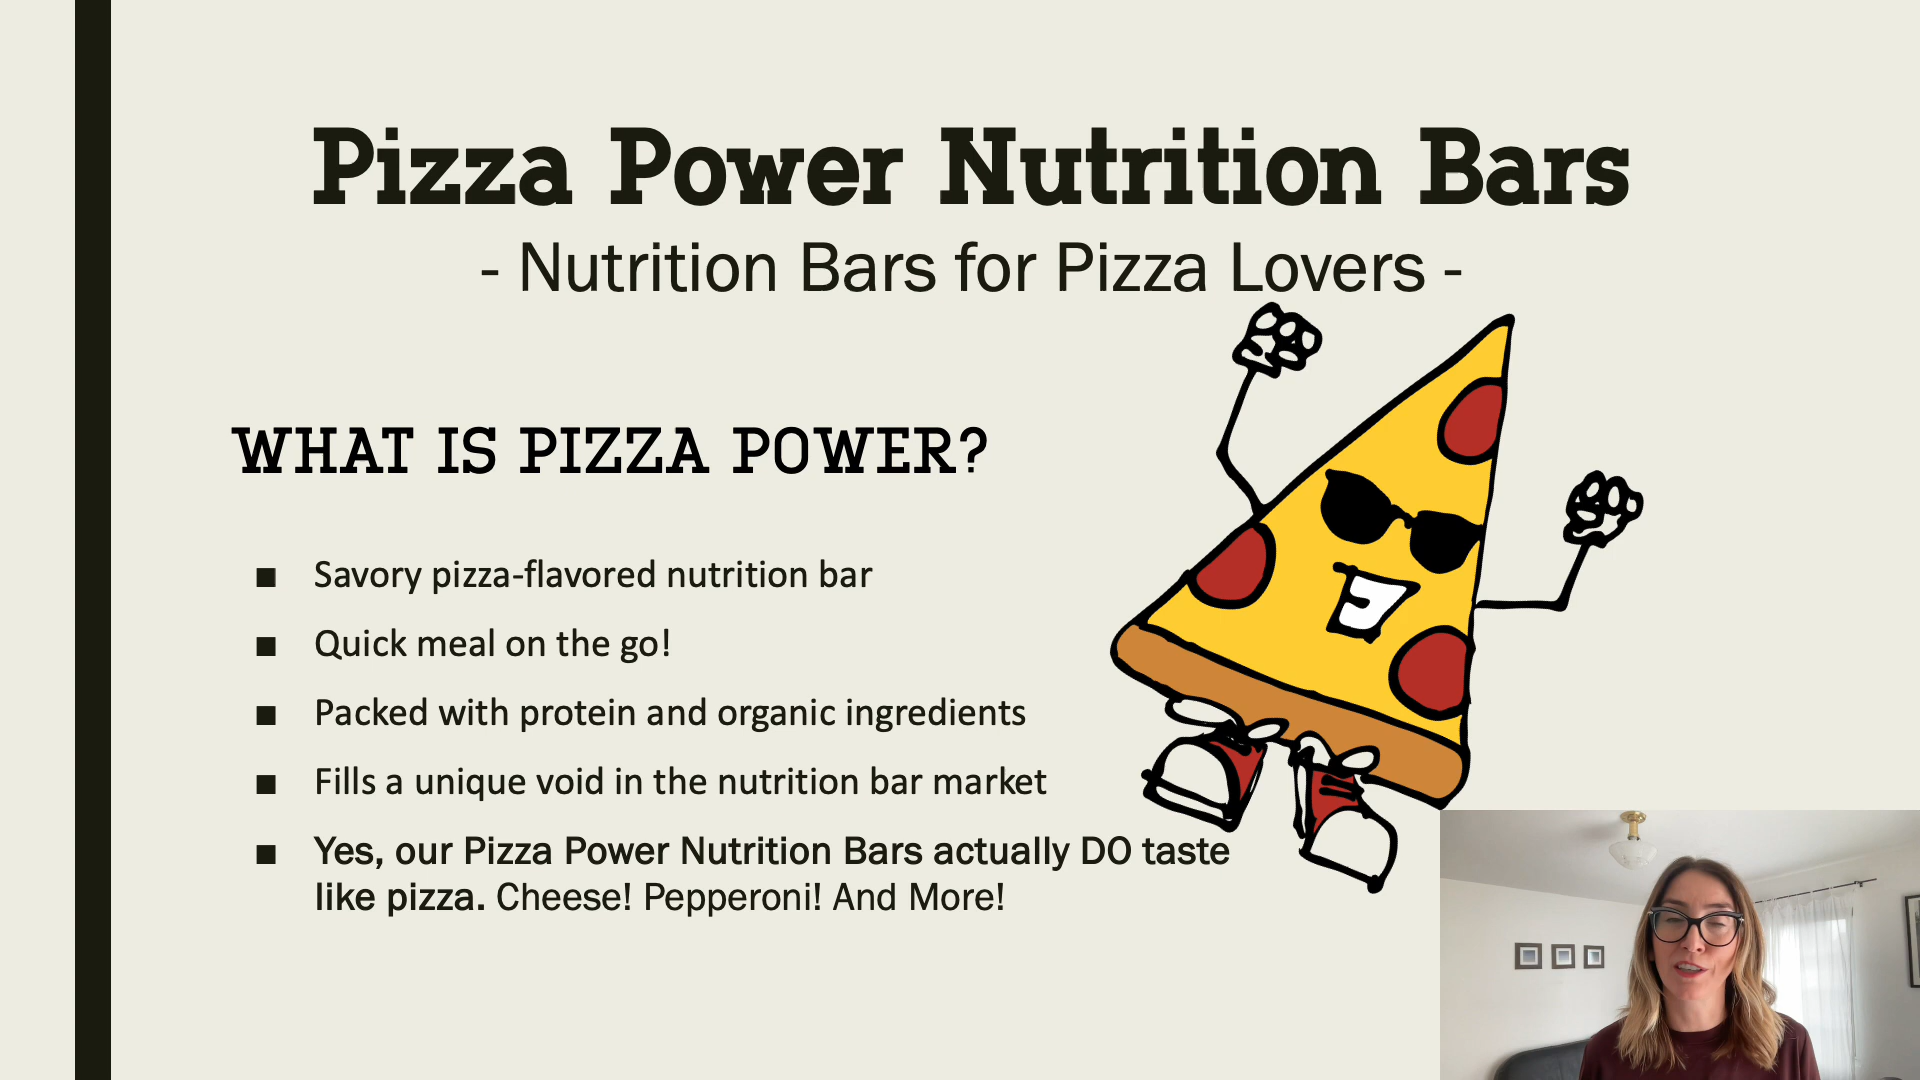 Pizza Power Nutrition Bars
- Nutrition Bars for Pizza Lovers -
WHAT IS PIZZA POWER?
■ Savory pizza-flavored nutrition bar
■ Quick meal on the go!
■ Packed with protein and organic ingredients
■ Fills a unique void in the nutrition bar market
■ Yes, our Pizza Power Nutrition Bars actually DO taste
like pizza. Cheese! Pepperoni! And More!